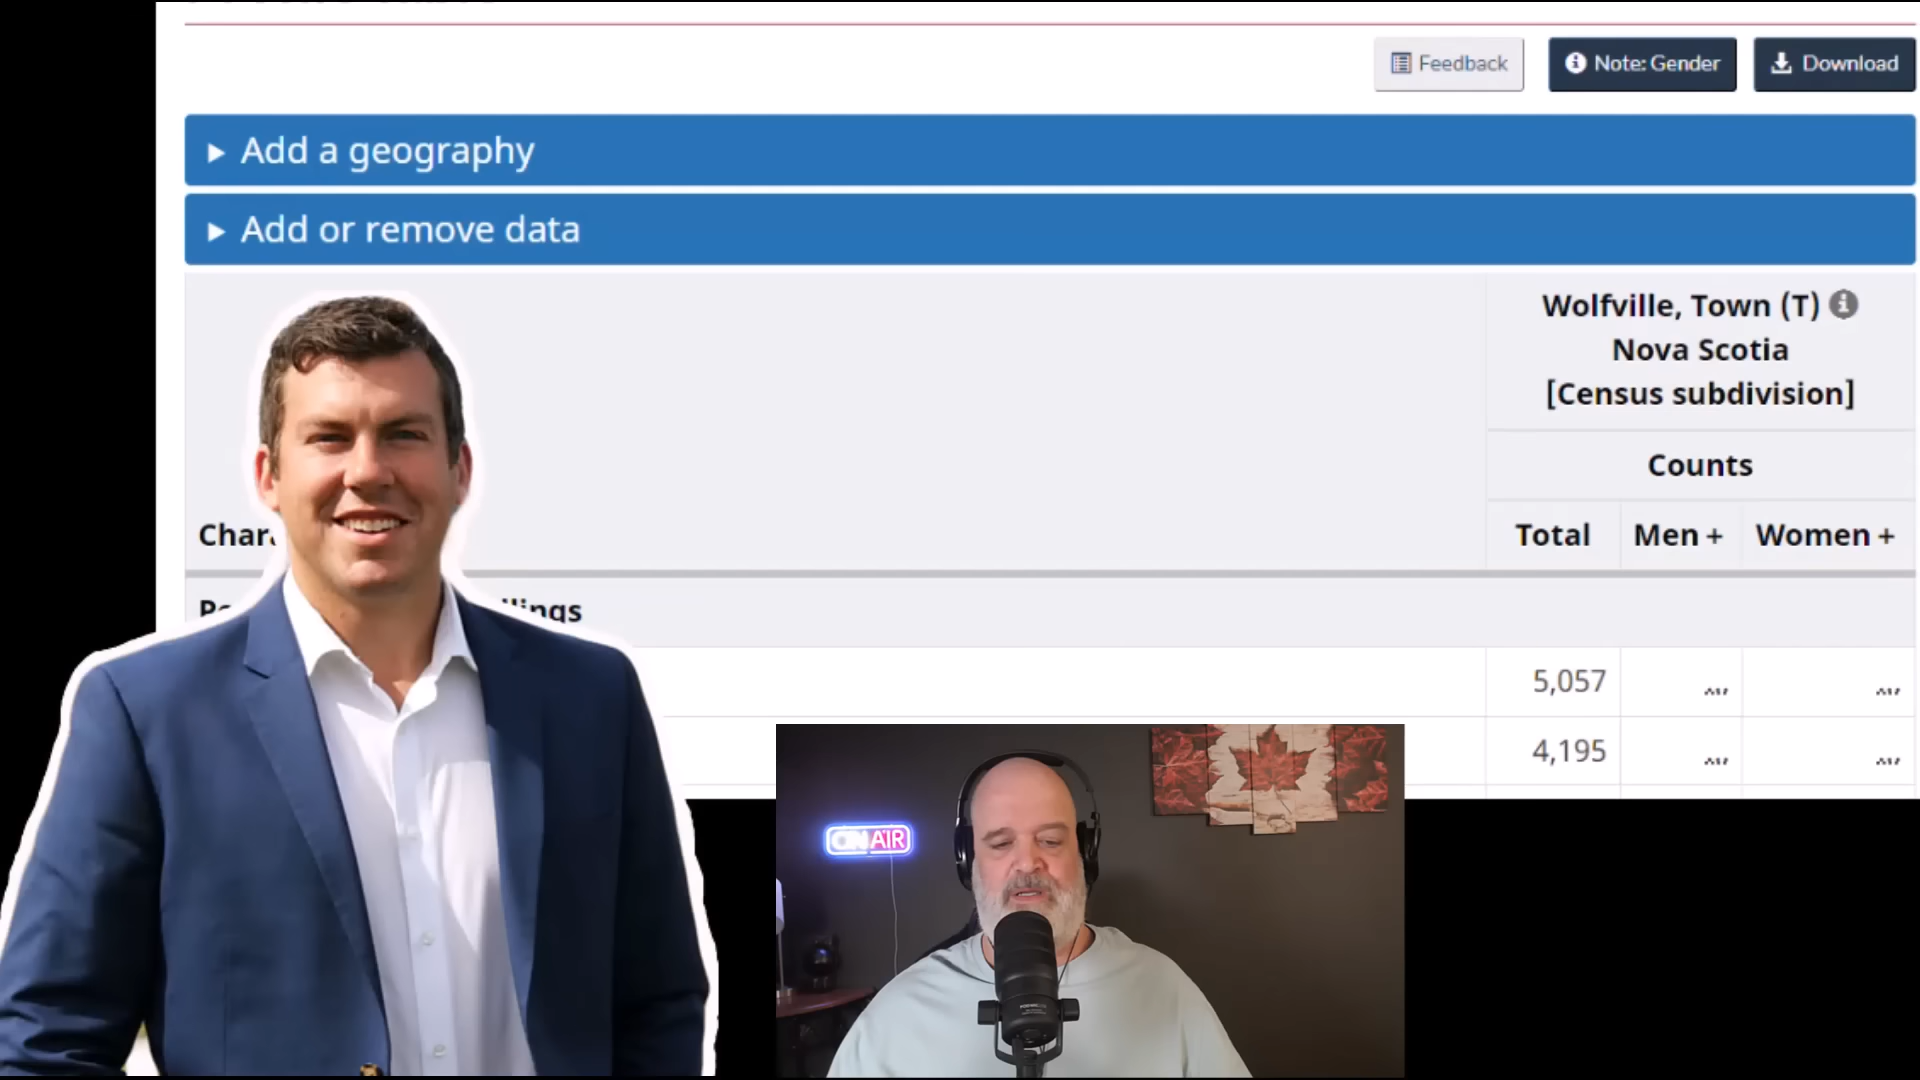 Feedback
Note: Gender
Download
Add a geography
Add or remove data
Wolfville, Town (T)
Nova Scotia
[Census subdivision]
Counts
Total
Men +
Women +
5,057
...
...
4,195
...
...
ON AIR